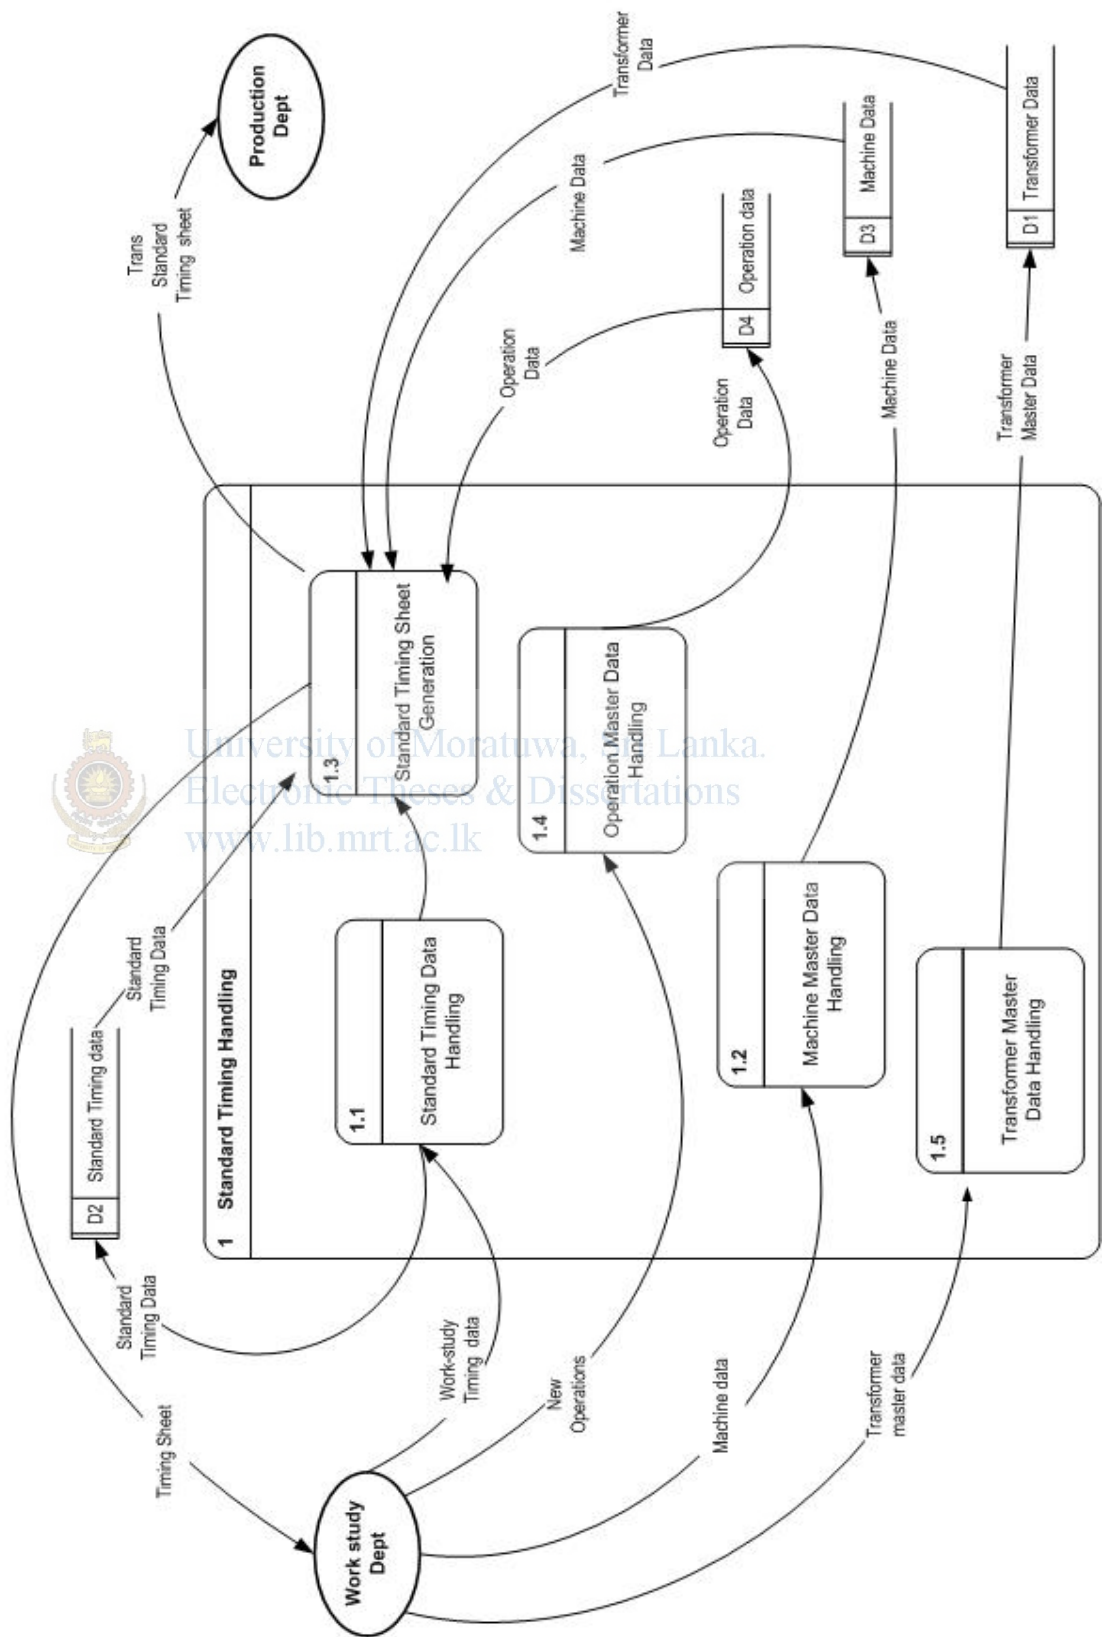 Timing Sheet
Standard
Timing Data
D2
Standard Timing data
Standard
Timing Data
Trans
Standard
Timing sheet
Production
Dept
Work study
Dept
1
Standard Timing Handling
Work-study
Timing data
1.1
Standard Timing Data
Handling
1.3
Standard Timing Sheet
Generation
New
Operations
1.4
Operation Master Data
Handling
Operation
Data
Operation
Data
D4
Operation data
Machine data
1.2
Machine Master Data
Handling
Machine Data
Machine Data
D3
Machine Data
Transformer
master data
1.5
Transformer Master
Data Handling
Transformer
Master Data
Transformer
Data
D1
Transformer Data
University of Moratuwa, Sri Lanka.
Electronic Theses & Dissertations
www.lib.mrt.ac.lk